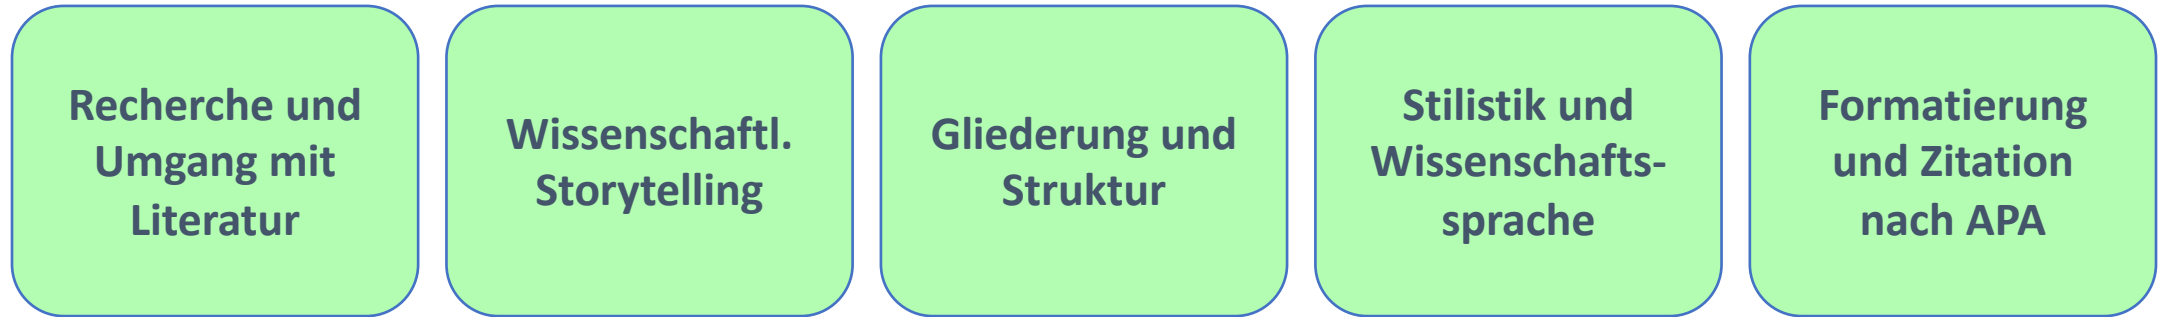 Recherche und
Umgang mit
Literatur
Wissenschaftl.
Storytelling
Gliederung und
Struktur
Stilistik und
Wissenschafts-
sprache
Formatierung
und Zitation
nach APA